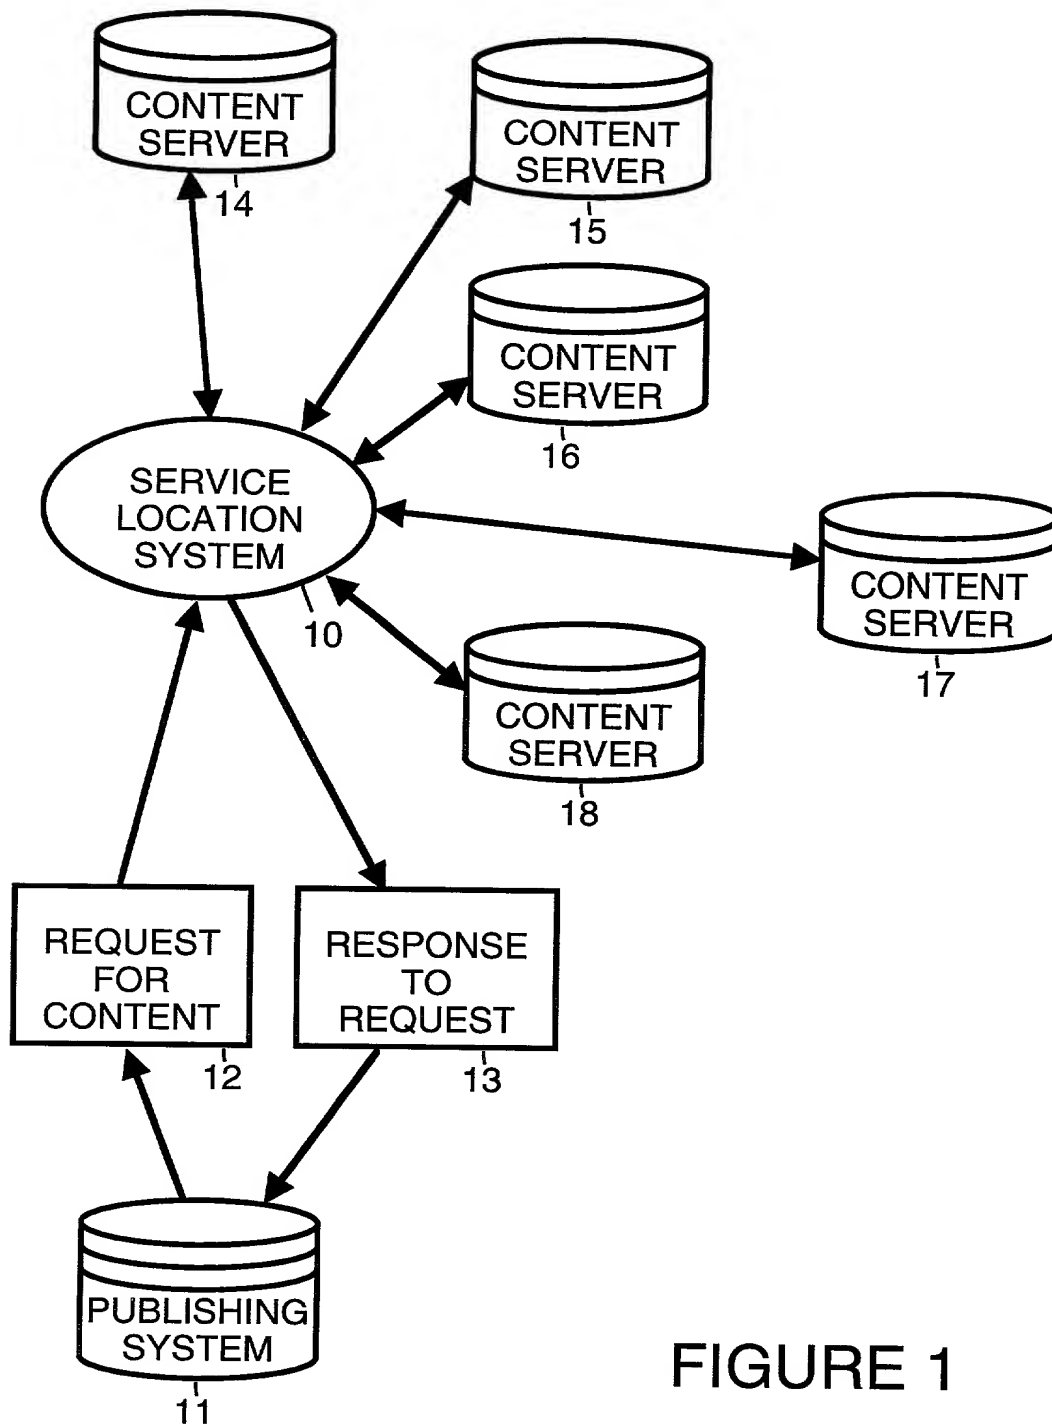 CONTENT
SERVER
14
CONTENT
SERVER
15
CONTENT
SERVER
16
SERVICE
LOCATION
SYSTEM
10
CONTENT
SERVER
17
CONTENT
SERVER
18
REQUEST
FOR
CONTENT
12
RESPONSE
TO
REQUEST
13
PUBLISHING
SYSTEM
11
FIGURE 1